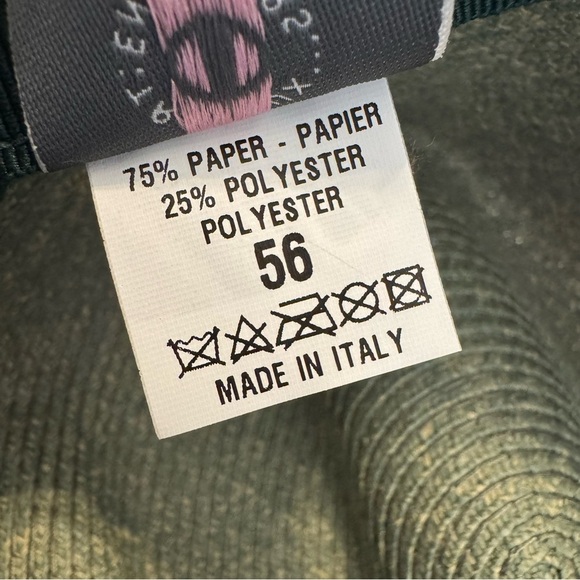 75% PAPER - PAPIER
25% POLYESTER
POLYESTER
56
MADE IN ITALY